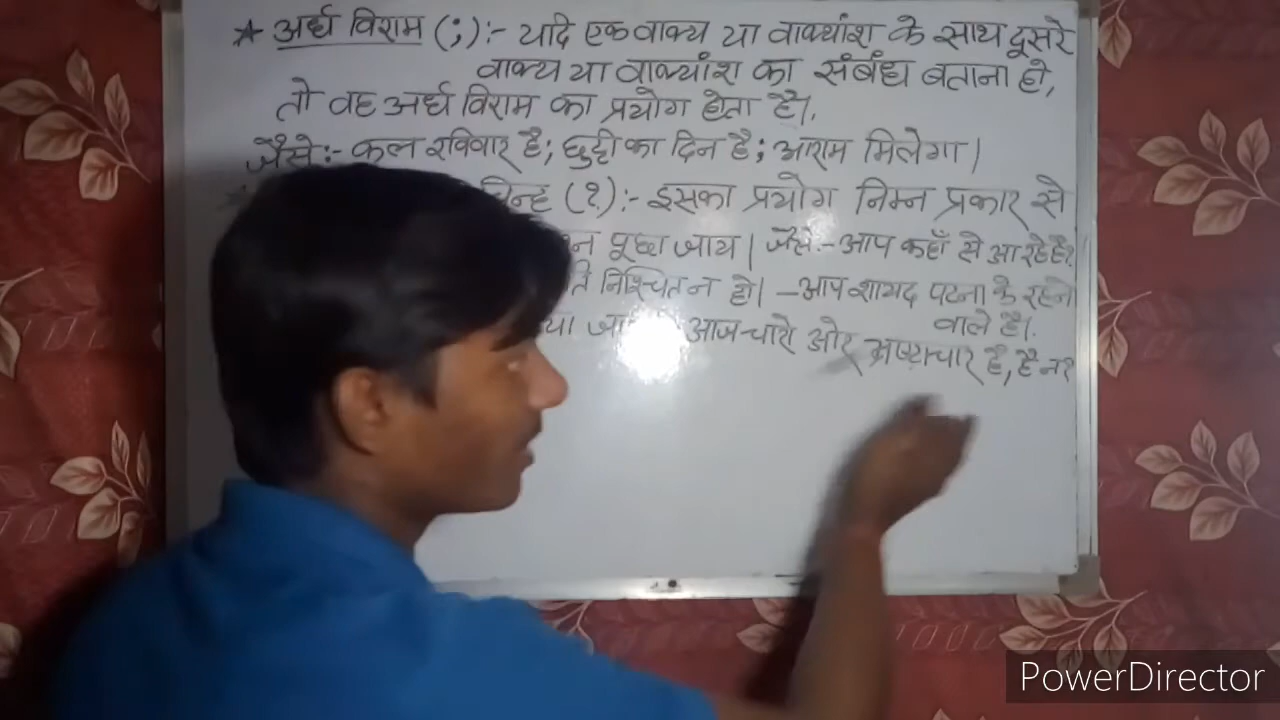 ★ अर्ध विराम (;):- यदि एक वाक्य या वाक्यांश के साथ दूसरे
वाक्य या वाक्यांश का संबंध बताना हो,
तो वह अर्ध विराम का प्रयोग होता है।
जैसे:- कल रविवार है; छुट्टी का दिन है; आराम मिलेगा।
चिन्ह (?):- इसका प्रयोग निम्न प्रकार से
पूछा जाय। जैसे:- आप कहाँ से आ रहे है?
निश्चित न हो। - आप शायद पटना के रहने
वाले है।
आज चारो ओर भ्रष्टाचार है, है न?
PowerDirector